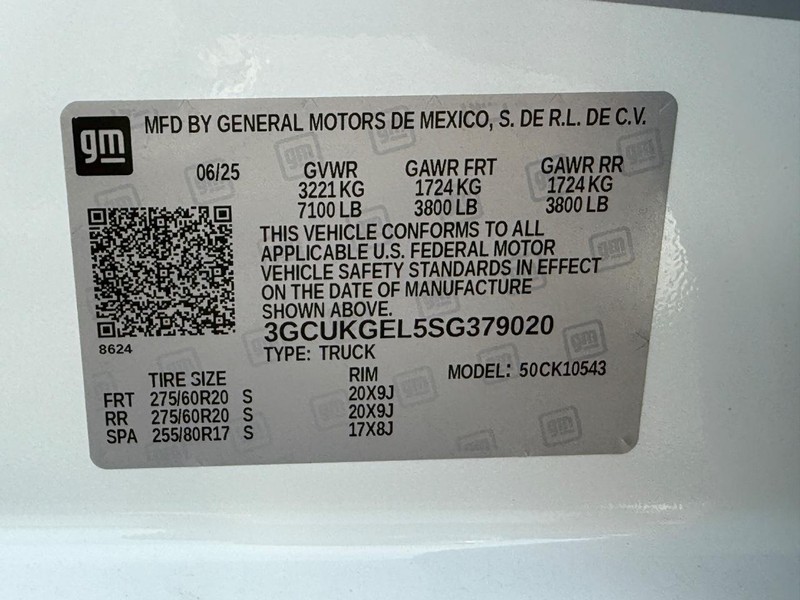 gm MFD BY GENERAL MOTORS DE MEXICO, S. DE R.L. DE C.V.
06/25 GVWR GAWR FRT GAWR RR
3221 KG 1724 KG 1724 KG
7100 LB 3800 LB 3800 LB
THIS VEHICLE CONFORMS TO ALL
APPLICABLE U.S. FEDERAL MOTOR
VEHICLE SAFETY STANDARDS IN EFFECT
ON THE DATE OF MANUFACTURE
SHOWN ABOVE.
3GCUKGEL5SG379020
8624
TYPE: TRUCK
TIRE SIZE RIM MODEL: 50CK10543
FRT 275/60R20 S 20X9J
RR 275/60R20 S 20X9J
SPA 255/80R17 S 17X8J